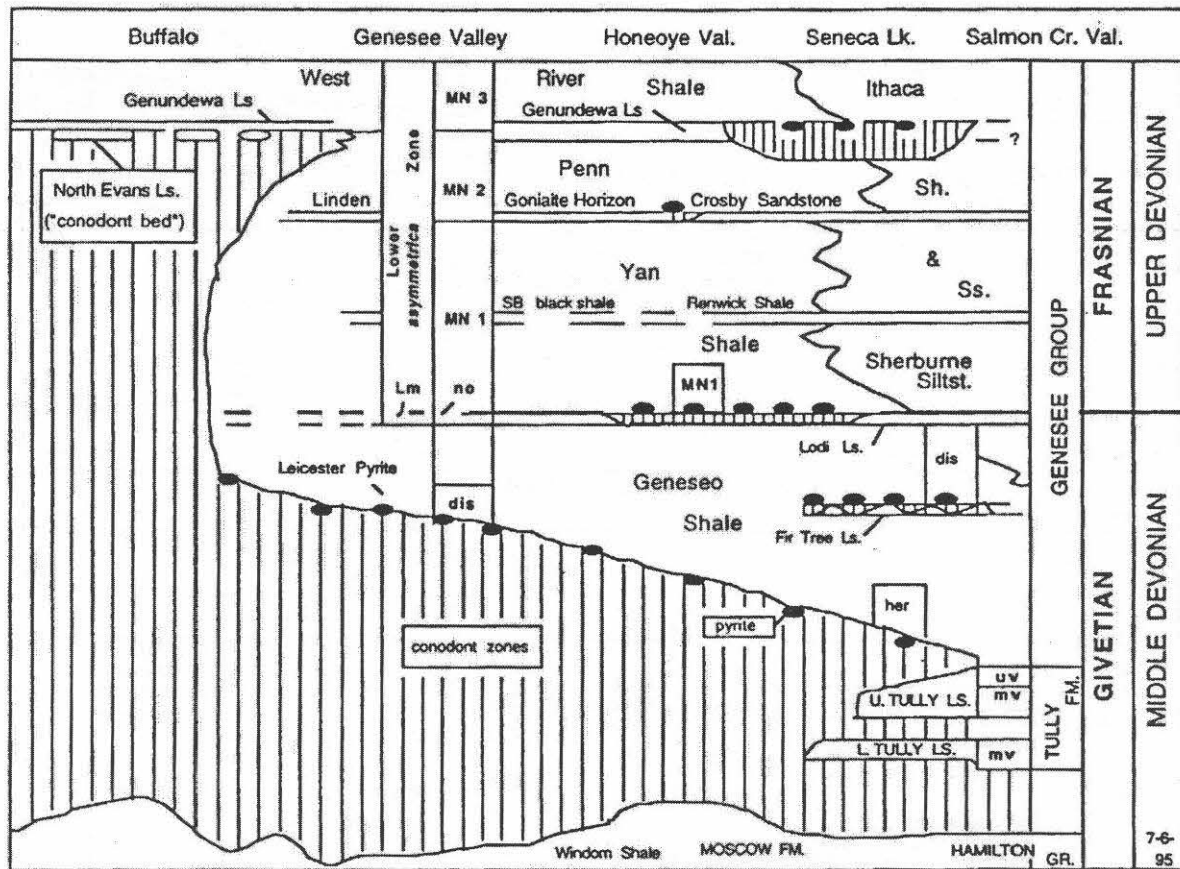 Buffalo Genesee Valley Honeoye Val. Seneca Lk. Salmon Cr. Val.
West MN 3 River Shale Ithaca
Genundewa Ls Genundewa Ls
?
North Evans Ls.
("conodont bed")
Lower asymmetrica Zone
Penn
Linden MN 2 Goniatite Horizon Crosby Sandstone Sh.
Yan & Ss.
MN 1 SB black shale Renwick Shale
Shale
Sherburne
Siltst.
MN1
Lm no
Lodi Ls.
Leicester Pyrite
dis
Geneseo
Shale
dis
Fir Tree Ls.
her
pyrite
conodont zones
uv
U. TULLY LS. mv
L. TULLY LS. mv
TULLY FM.
GENESEE GROUP
FRASNIAN
UPPER DEVONIAN
GIVETIAN
MIDDLE DEVONIAN
Windom Shale MOSCOW FM. HAMILTON GR.
7-6-
95